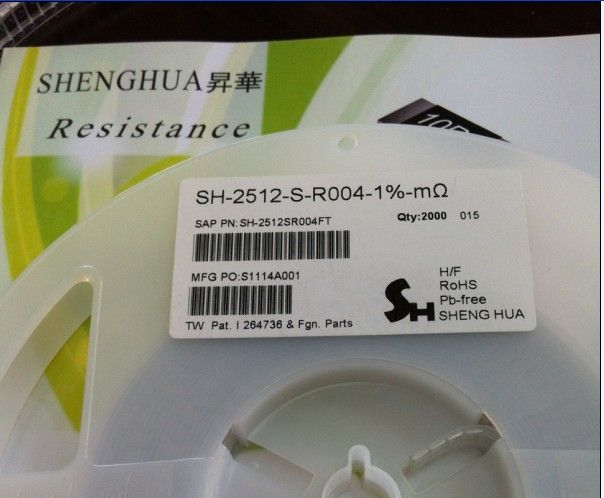 SHENGHUA昇華
Resistance
SH-2512-S-R004-1%-mΩ
SAP PN:SH-2512SR004FT
Qty:2000 015
MFG PO:S1114A001
H/F
RoHS
Pb-free
SH SHENG HUA
TW Pat. I 264736 & Fgn. Parts